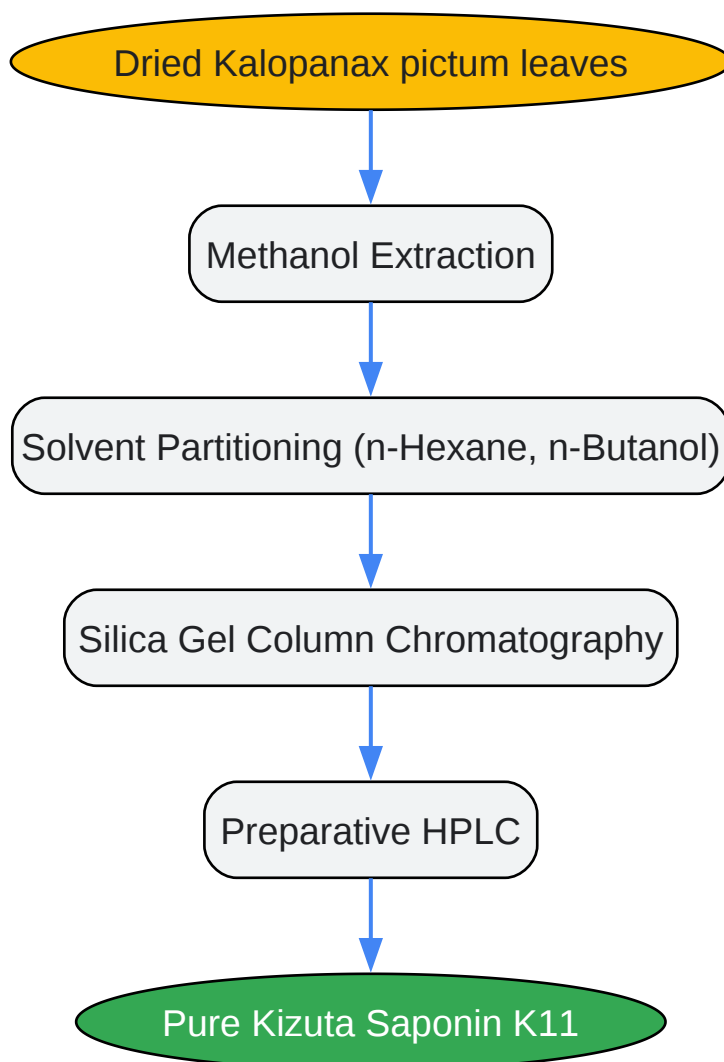 Dried Kalopanax pictum leaves
Methanol Extraction
Solvent Partitioning (n-Hexane, n-Butanol)
Silica Gel Column Chromatography
Preparative HPLC
Pure Kizuta Saponin K11